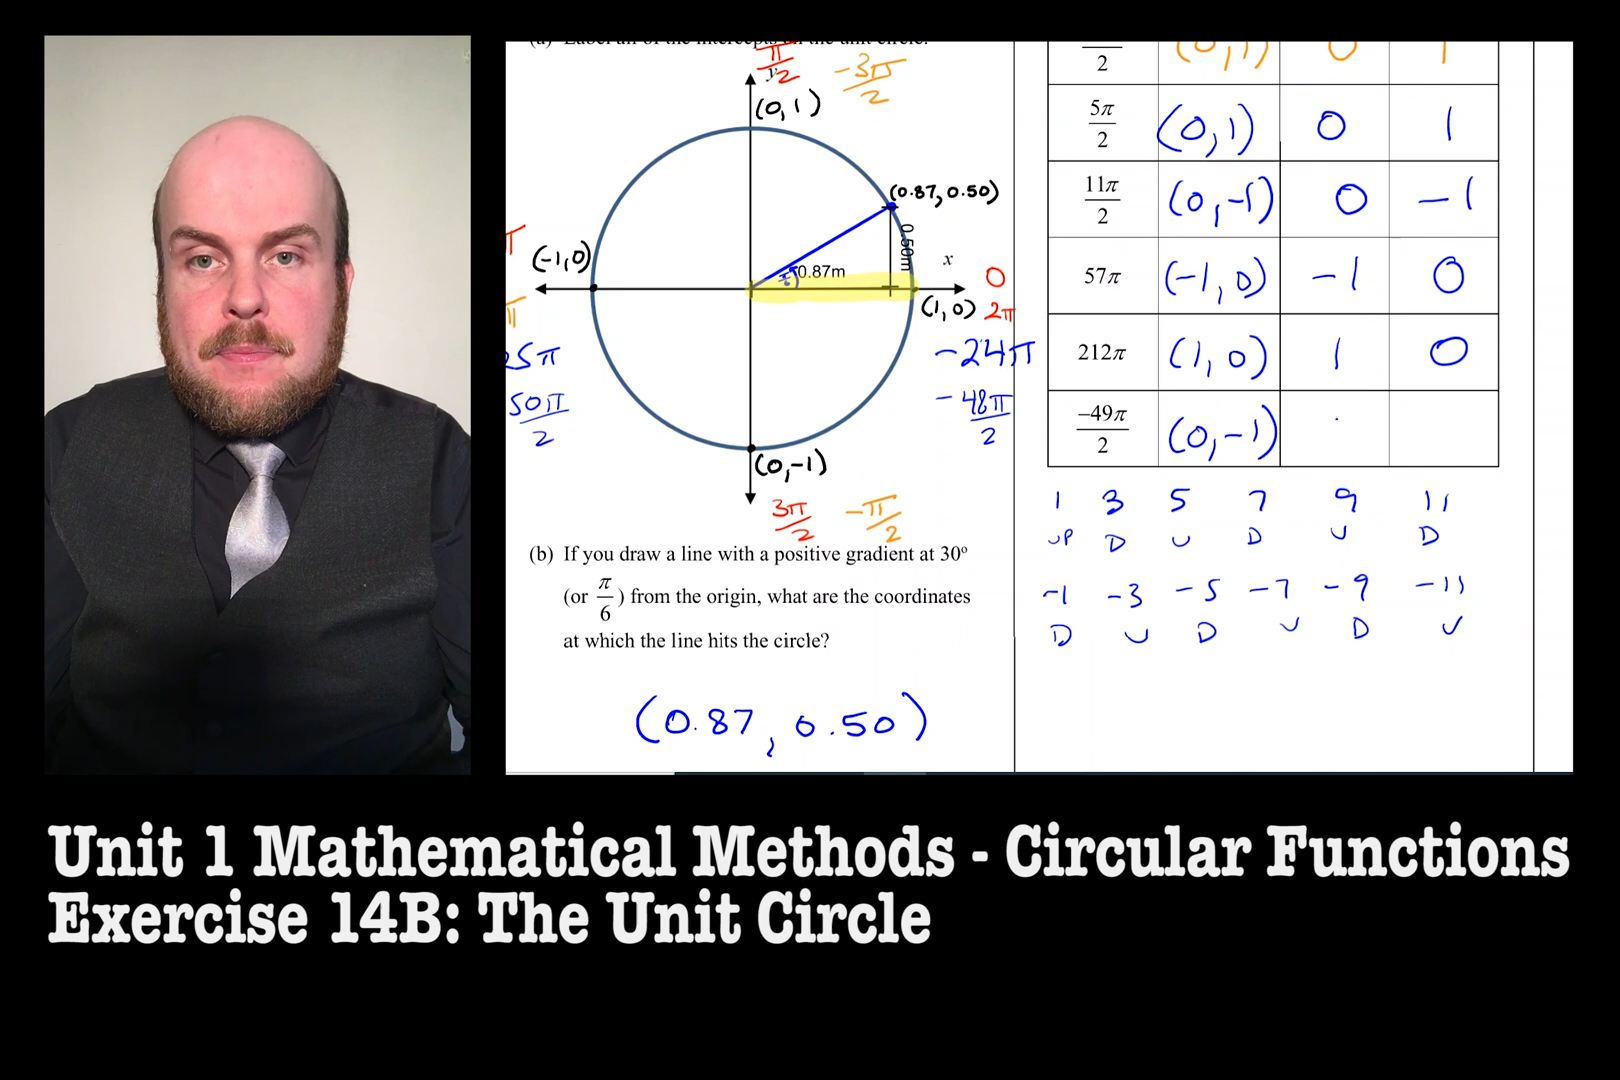 π/2
-3π/2
(0,1)
(0.87,0.50)
0.50m
(-1,0)
0.87m
x
0
(1,0) 2π
π
5π
-24π
50π/2
-48π/2
(0,-1)
3π/2 -π/2
(b) If you draw a line with a positive gradient at 30°
(or π/6) from the origin, what are the coordinates
at which the line hits the circle?
(0.87, 0.50)
2 (0,1) 0 1
5π/2 (0,1) 0 1
11π/2 (0,-1) 0 -1
57π (-1,0) -1 0
212π (1,0) 1 0
-49π/2 (0,-1)
1 3 5 7 9 11
UP D U D U D
-1 -3 -5 -7 -9 -11
D U D U D U
Unit 1 Mathematical Methods - Circular Functions
Exercise 14B: The Unit Circle